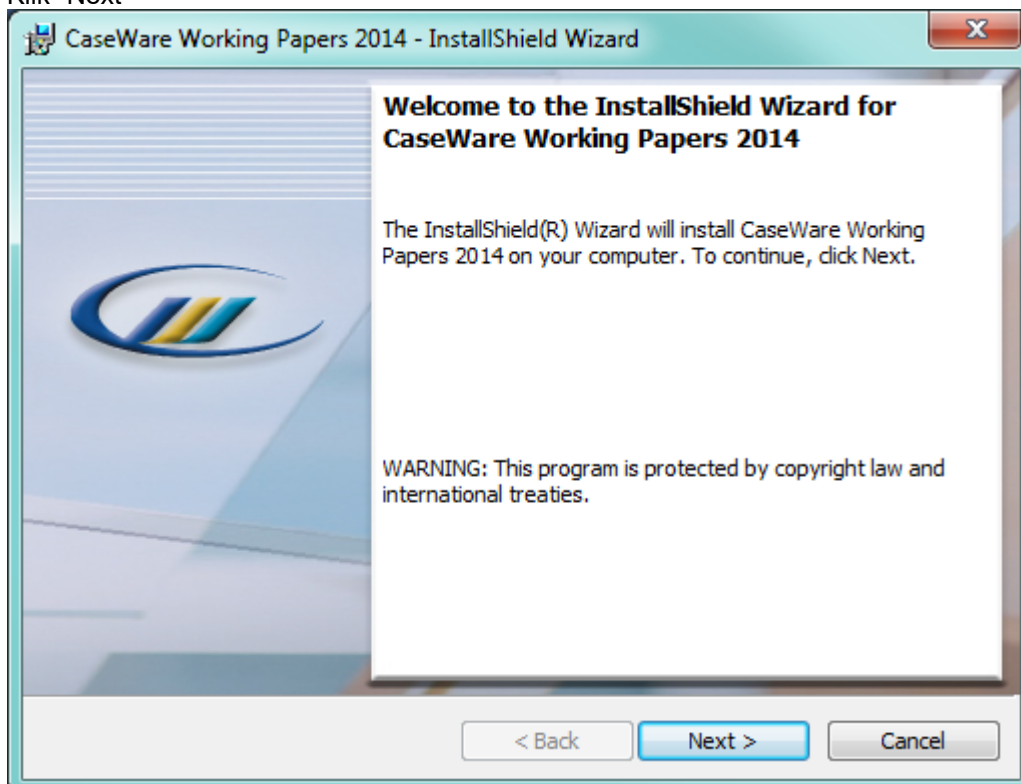 Klik "Next"
CaseWare Working Papers 2014 - InstallShield Wizard
Welcome to the InstallShield Wizard for
CaseWare Working Papers 2014
The InstallShield(R) Wizard will install CaseWare Working
Papers 2014 on your computer. To continue, click Next.
WARNING: This program is protected by copyright law and
international treaties.
< Back Next > Cancel